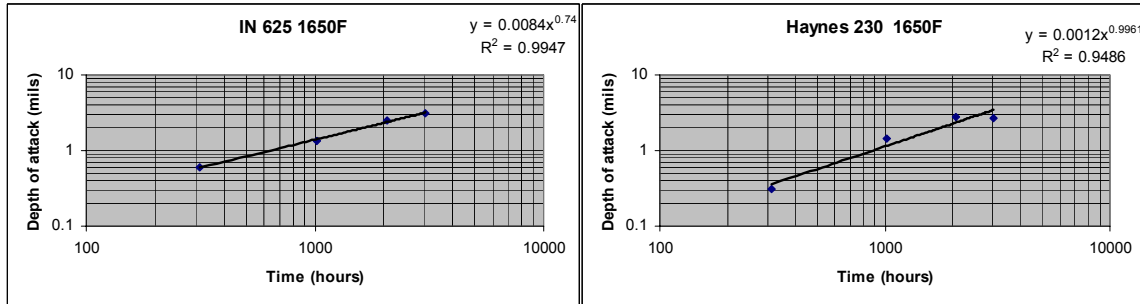 IN 625 1650F
y = 0.0084x^0.74
R² = 0.9947
10
1
0.1
Depth of attack (mils)
100 1000 10000
Time (hours)
Haynes 230 1650F
y = 0.0012x^0.9961
R² = 0.9486
10
1
0.1
Depth of attack (mils)
100 1000 10000
Time (hours)